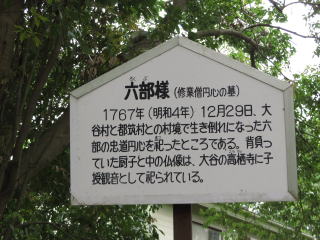 六部様(修業僧円心の墓)
1767年(明和4年)12月29日、大
谷村と都筑村との村境で生き倒れになった六
部の忠道円心を祀ったところである。背負っ
ていた厨子と中の仏像は、大谷の高栖寺に子
授観音として祀られている。